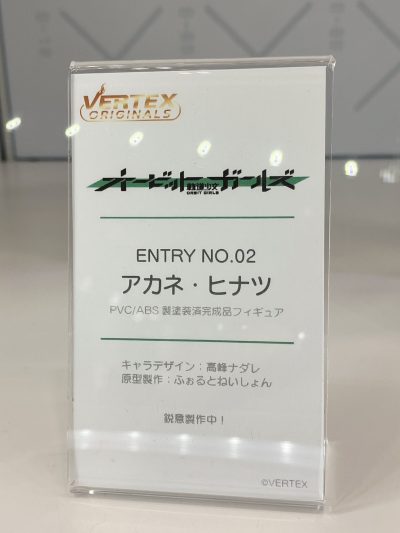 VERTEX
ORIGINALS
オービット・ガールズ
ORBIT GIRLS
ENTRY NO.02
アカネ・ヒナツ
PVC/ABS 製塗装済完成品フィギュア
キャラデザイン：高峰ナダレ
原型製作：ふぉるとねいしょん
鋭意製作中！
©VERTEX